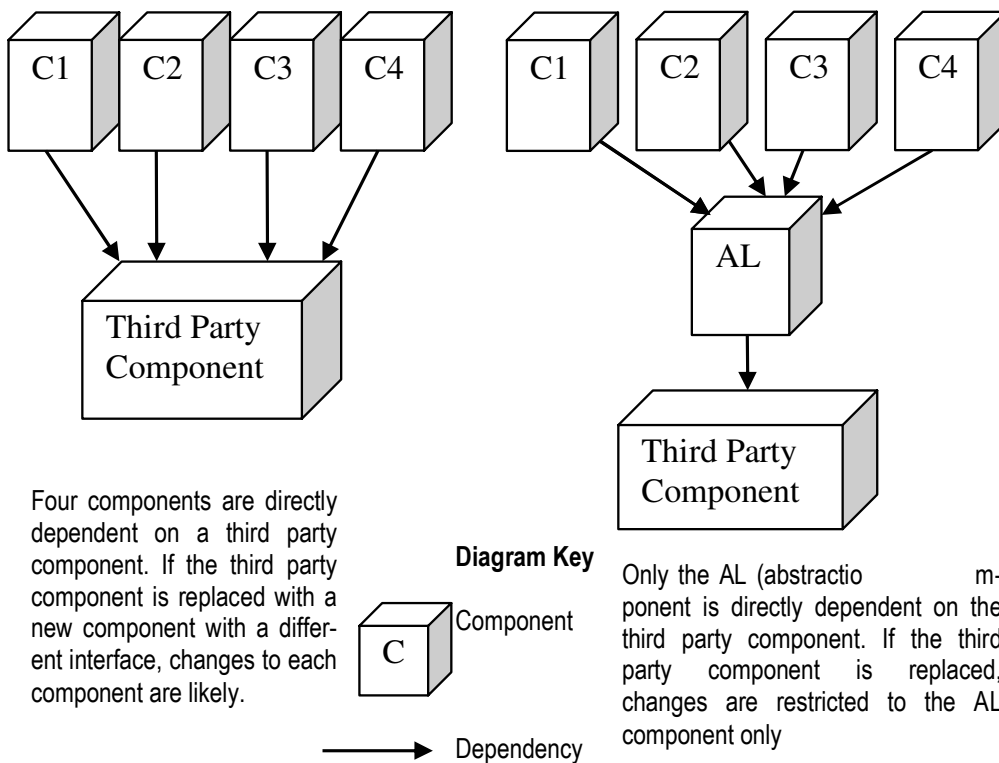 C1 C2 C3 C4
Third Party
Component
C1 C2 C3 C4
AL
Third Party
Component
Four components are directly
dependent on a third party
component. If the third party
component is replaced with a
new component with a differ-
ent interface, changes to each
component are likely.
Diagram Key
C
Component
Dependency
Only the AL (abstractio m-
ponent is directly dependent on the
third party component. If the third
party component is replaced,
changes are restricted to the AL
component only